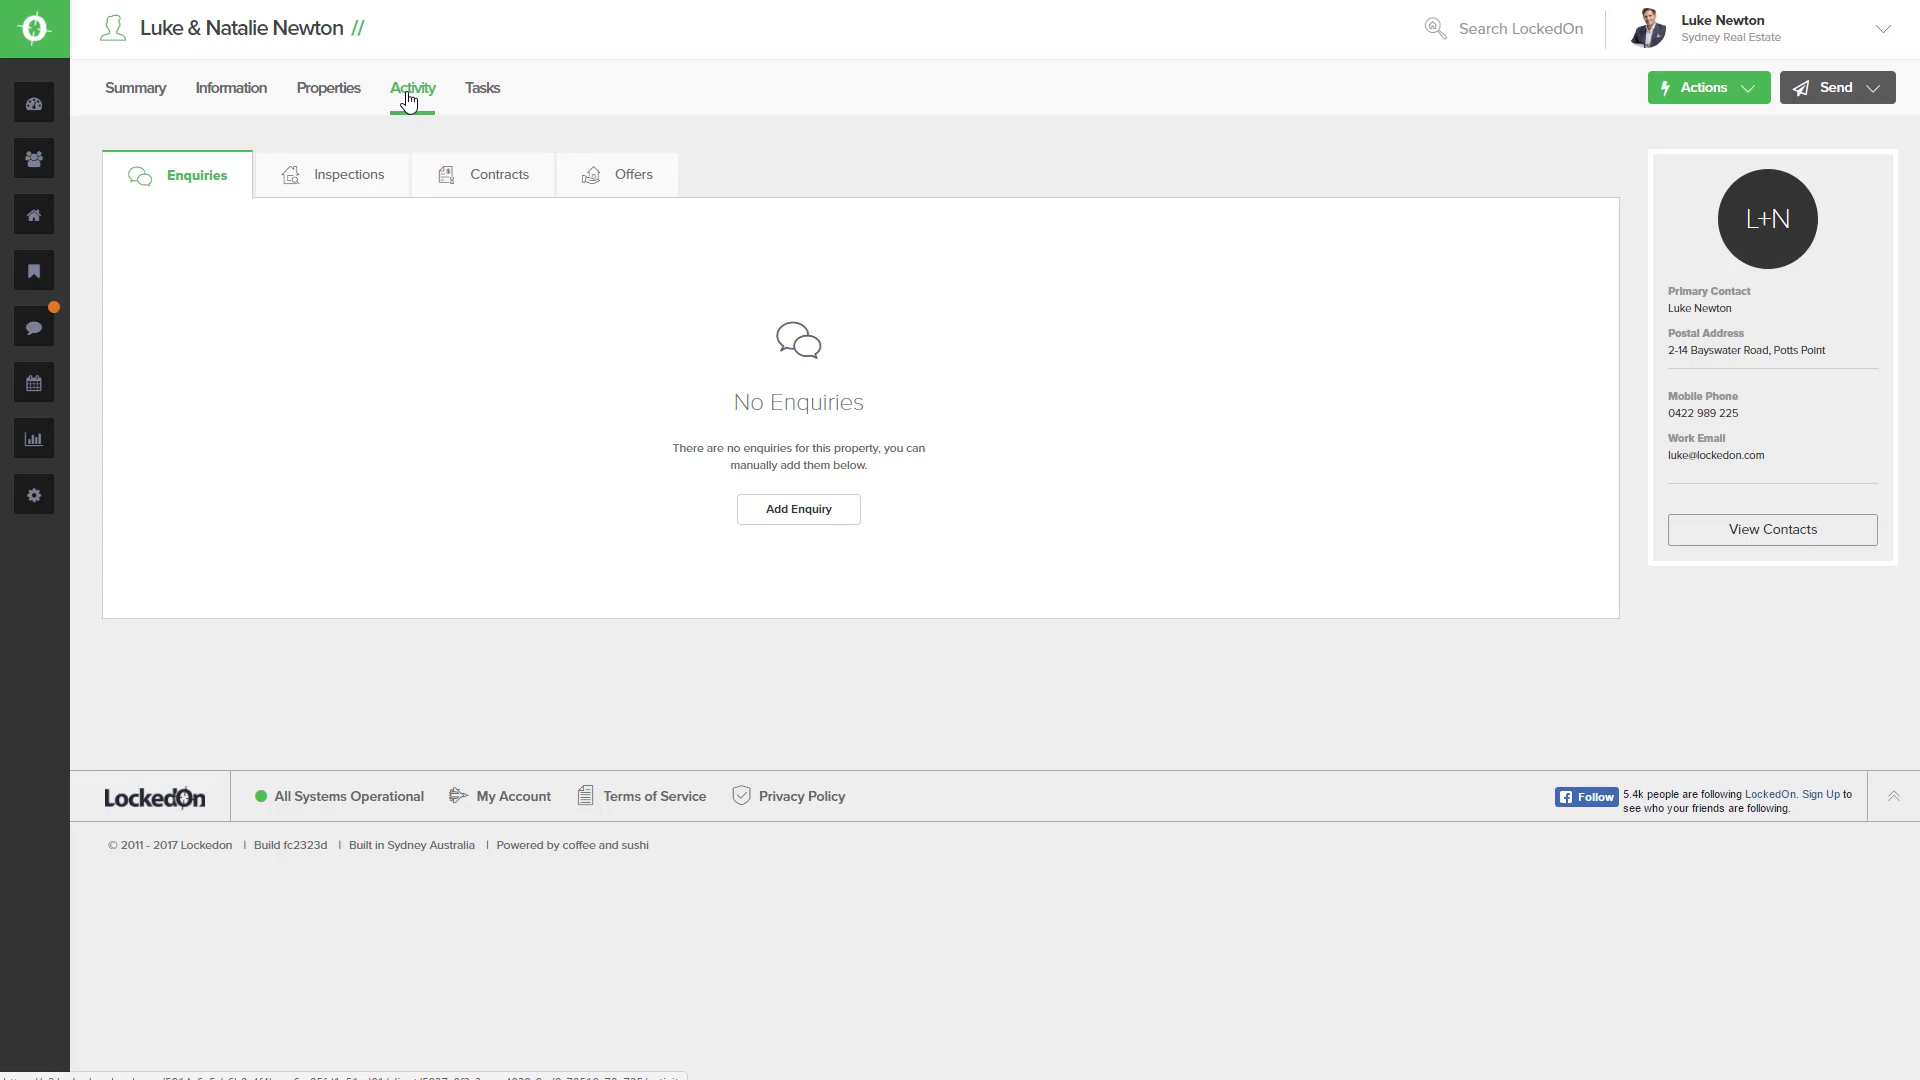 Luke & Natalie Newton //
Search LockedOn
Luke Newton
Sydney Real Estate
Summary
Information
Properties
Activity
Tasks
Actions
Send
Enquiries
Inspections
Contracts
Offers
No Enquiries
There are no enquiries for this property, you can
manually add them below.
Add Enquiry
L+N
Primary Contact
Luke Newton
Postal Address
2-14 Bayswater Road, Potts Point
Mobile Phone
0422 989 225
Work Email
luke@lockedon.com
View Contacts
LockedOn
All Systems Operational
My Account
Terms of Service
Privacy Policy
Follow
5.4k people are following LockedOn. Sign Up to
see who your friends are following.
© 2011 - 2017 Lockedon | Build fc2323d | Built in Sydney Australia | Powered by coffee and sushi